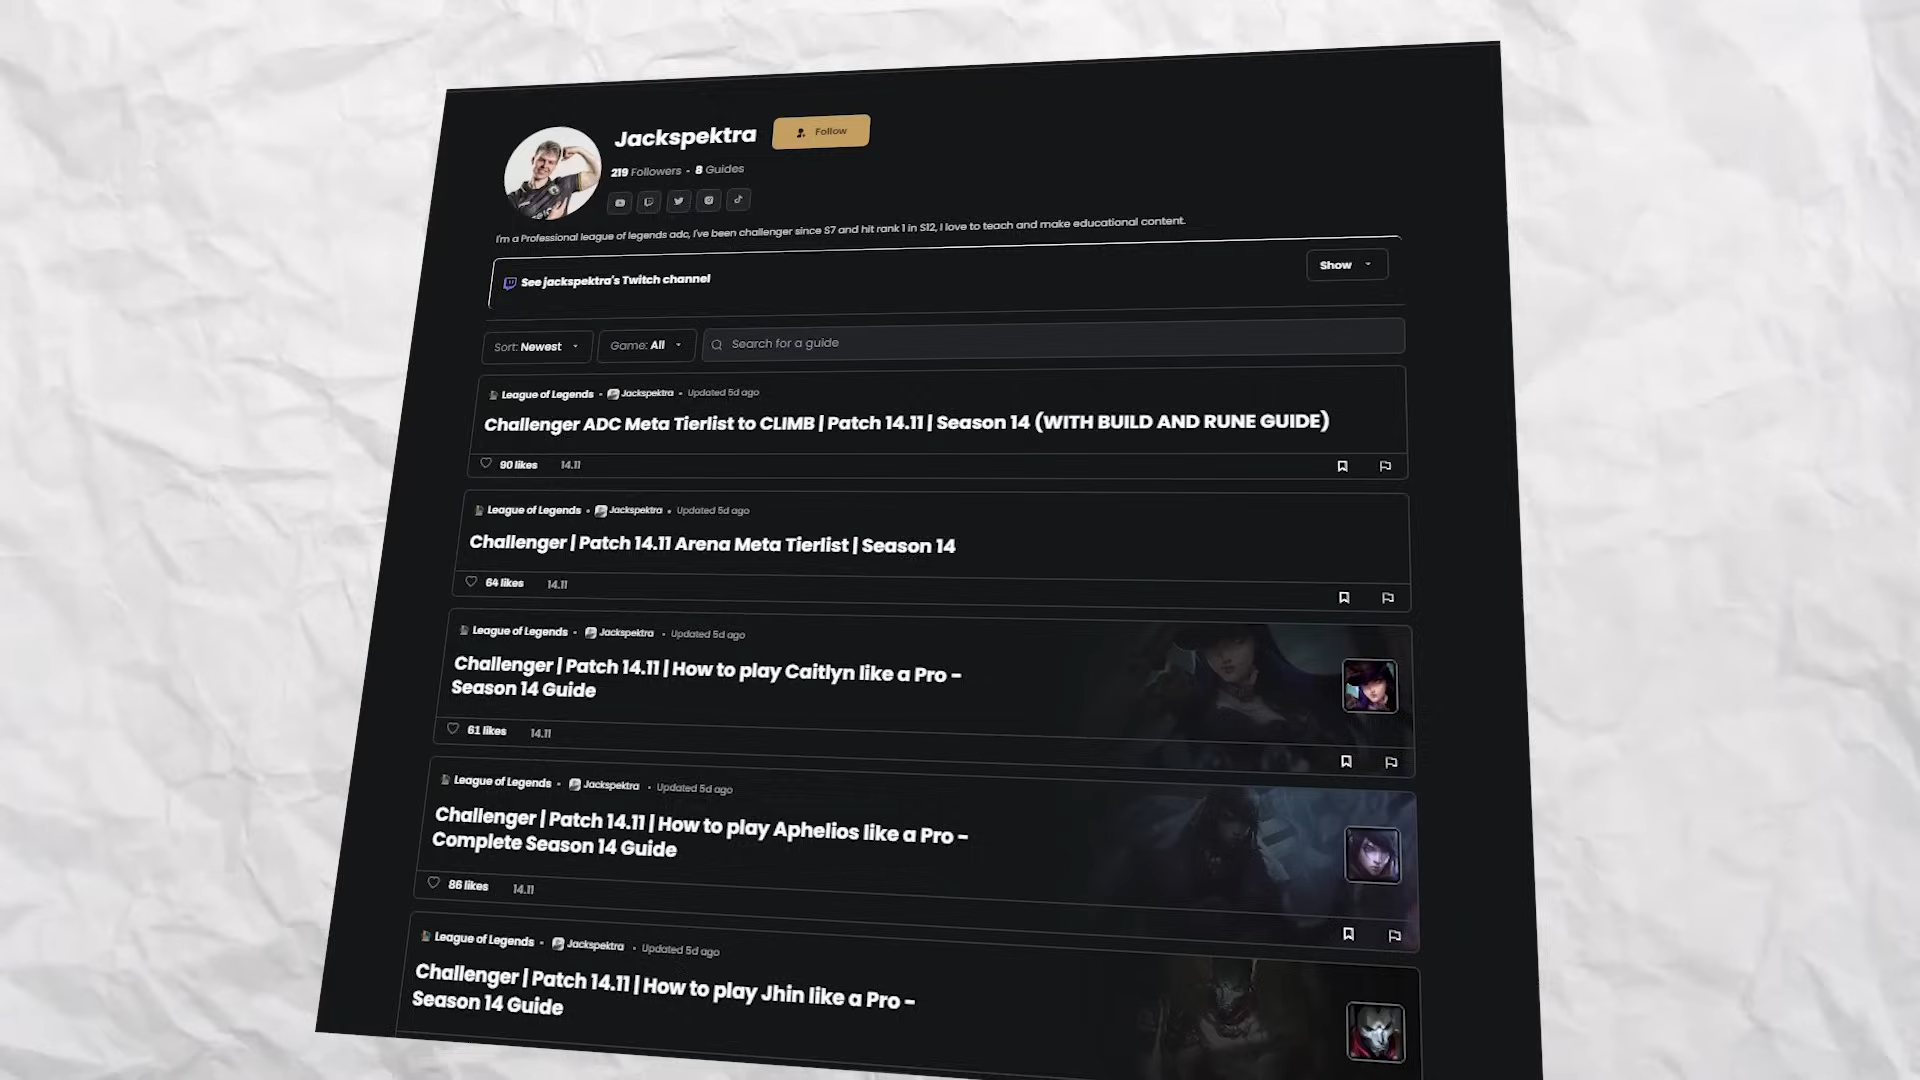 Jackspektra
Follow
219 Followers • 8 Guides
I'm a Professional league of legends adc, I've been challenger since S7 and hit rank 1 in S12, I love to teach and make educational content.
See jackspektra's Twitch channel
Show
Sort: Newest
Game: All
Search for a guide
League of Legends • Jackspektra • Updated 5d ago
Challenger ADC Meta Tierlist to CLIMB | Patch 14.11 | Season 14 (WITH BUILD AND RUNE GUIDE)
90 likes 14.11
League of Legends • Jackspektra • Updated 5d ago
Challenger | Patch 14.11 Arena Meta Tierlist | Season 14
64 likes 14.11
League of Legends • Jackspektra • Updated 5d ago
Challenger | Patch 14.11 | How to play Caitlyn like a Pro -
Season 14 Guide
61 likes 14.11
League of Legends • Jackspektra • Updated 5d ago
Challenger | Patch 14.11 | How to play Aphelios like a Pro -
Complete Season 14 Guide
86 likes 14.11
League of Legends • Jackspektra • Updated 5d ago
Challenger | Patch 14.11 | How to play Jhin like a Pro -
Season 14 Guide